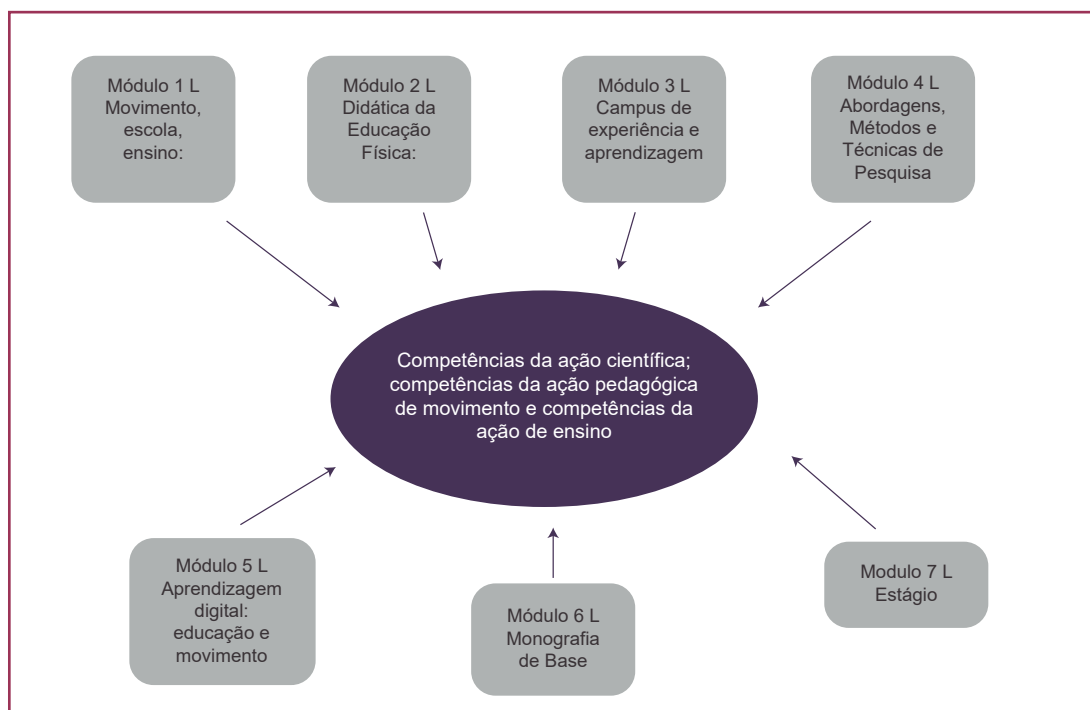 Módulo 1 L
Movimento,
escola,
ensino:
Módulo 2 L
Didática da
Educação
Física:
Módulo 3 L
Campus de
experiência e
aprendizagem
Módulo 4 L
Abordagens,
Métodos e
Técnicas de
Pesquisa
Competências da ação científica;
competências da ação pedagógica
de movimento e competências da
ação de ensino
Módulo 5 L
Aprendizagem
digital:
educação e
movimento
Módulo 6 L
Monografia
de Base
Modulo 7 L
Estágio